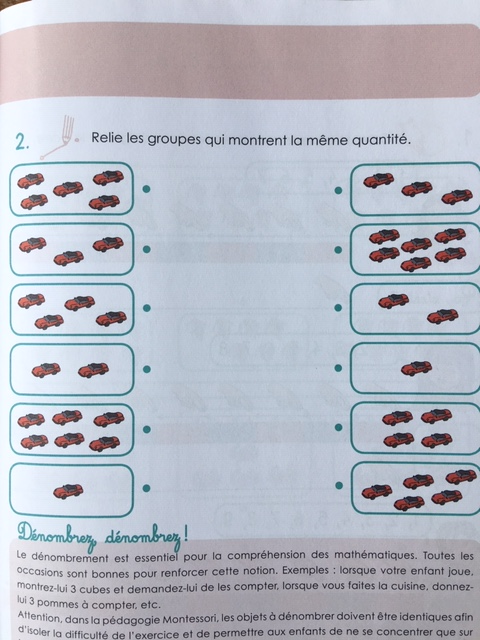 2. Relie les groupes qui montrent la même quantité.
Dénombrez, dénombrez !
Le dénombrement est essentiel pour la compréhension des mathématiques. Toutes les
occasions sont bonnes pour renforcer cette notion. Exemples : lorsque votre enfant joue,
montrez-lui 3 cubes et demandez-lui de les compter, lorsque vous faites la cuisine, donnez-
lui 3 pommes à compter, etc.
Attention, dans la pédagogie Montessori, les objets à dénombrer doivent être identiques afin
d'isoler la difficulté de l'exercice et de permettre aux enfants de ne se concentrer que sur